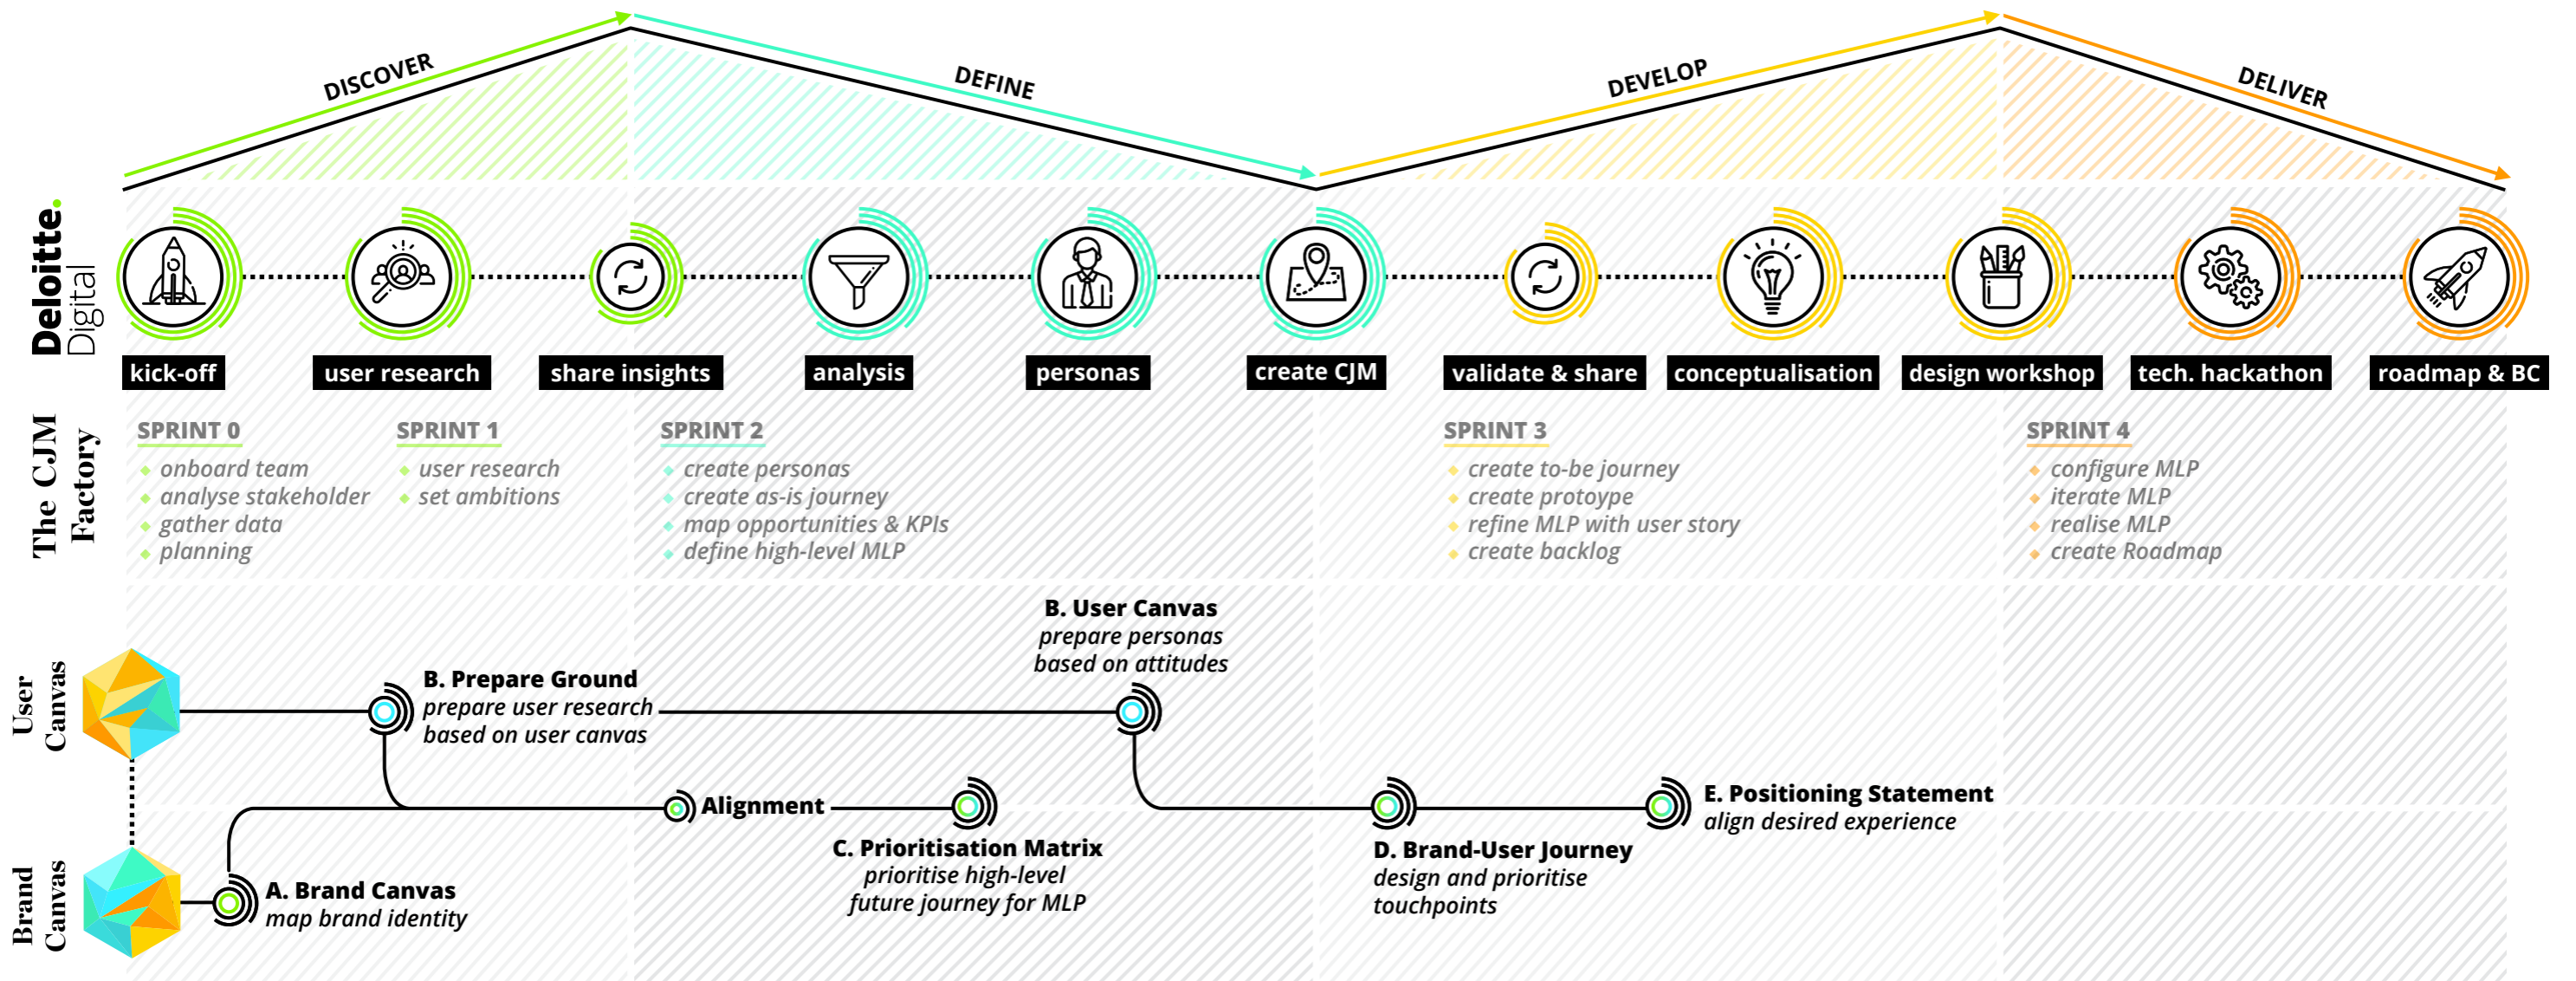 DISCOVER
DEFINE
DEVELOP
DELIVER
Deloitte.
Digital
kick-off
user research
share insights
analysis
personas
create CJM
validate & share
conceptualisation
design workshop
tech. hackathon
roadmap & BC
The CJM
Factory
SPRINT 0
onboard team
analyse stakeholder
gather data
planning
SPRINT 1
user research
set ambitions
SPRINT 2
create personas
create as-is journey
map opportunities & KPIs
define high-level MLP
SPRINT 3
create to-be journey
create protoype
refine MLP with user story
create backlog
SPRINT 4
configure MLP
iterate MLP
realise MLP
create Roadmap
User
Canvas
B. Prepare Ground
prepare user research
based on user canvas
B. User Canvas
prepare personas
based on attitudes
Brand
Canvas
A. Brand Canvas
map brand identity
Alignment
C. Prioritisation Matrix
prioritise high-level
future journey for MLP
D. Brand-User Journey
design and prioritise
touchpoints
E. Positioning Statement
align desired experience